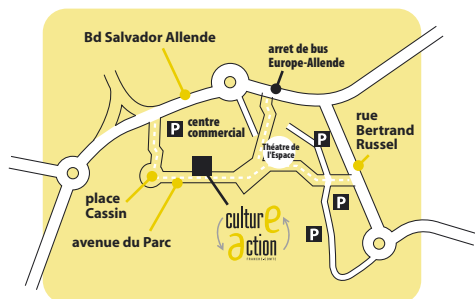 Bd Salvador Allende
arret de bus
Europe-Allende
P centre
commercial
P
rue
Bertrand
Russel
Théatre de
l'Espace
place
Cassin
P
avenue du Parc
P
culturE
action